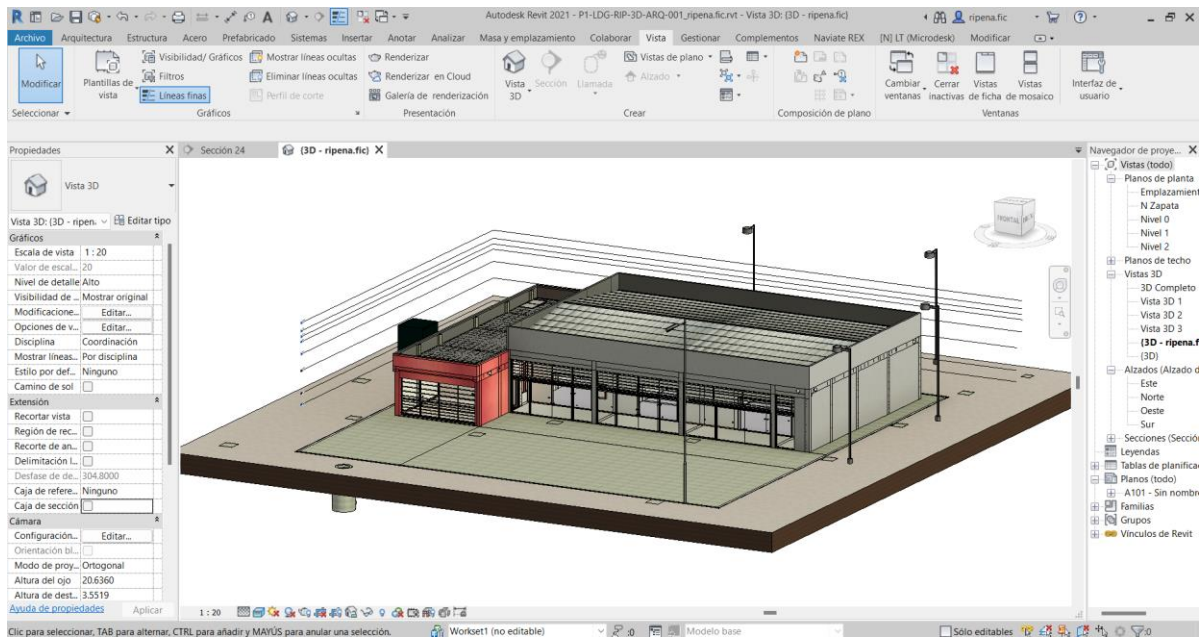 Autodesk Revit 2021 - P1-LDG-RIP-3D-ARQ-001_ripena.fic.rvt - Vista 3D: (3D - ripena.fic)
ripena.fic
Archivo Arquitectura Estructura Acero Prefabricado Sistemas Insertar Anotar Analizar Masa y emplazamiento Colaborar Vista Gestionar Complementos Naviate REX [N] LT (Microdesk) Modificar
Modificar
Plantillas de vista
Visibilidad/ Gráficos
Filtros
Líneas finas
Mostrar líneas ocultas
Eliminar líneas ocultas
Perfil de corte
Renderizar
Renderizar en Cloud
Galería de renderización
Vista 3D
Sección
Llamada
Vistas de plano
Alzado
Cambiar ventanas
Cerrar inactivas
Vistas de ficha
Vistas de mosaico
Interfaz de usuario
Seleccionar Gráficos Presentación Crear Composición de plano Ventanas
Propiedades
Sección 24
(3D - ripena.fic)
Vista 3D
Vista 3D: (3D - ripen. Editar tipo
Gráficos
Escala de vista 1 : 20
Valor de escal... 20
Nivel de detalle Alto
Visibilidad de ... Mostrar original
Modificacione... Editar...
Opciones de v... Editar...
Disciplina Coordinación
Mostrar líneas... Por disciplina
Estilo por def... Ninguno
Camino de sol
Extensión
Recortar vista
Región de rec...
Recorte de an...
Delimitación l...
Desfase de de... 304.8000
Caja de refere... Ninguno
Caja de sección
Cámara
Configuración... Editar...
Orientación bl...
Modo de proy... Ortogonal
Altura del ojo 20.6360
Altura de dest... 3.5519
Ayuda de propiedades Aplicar
FRONTAL
Navegador de proye...
Vistas (todo)
Planos de planta
Emplazamient
N Zapata
Nivel 0
Nivel 1
Nivel 2
Planos de techo
Vistas 3D
3D Completo
Vista 3D 1
Vista 3D 2
Vista 3D 3
(3D - ripena.f
(3D)
Alzados (Alzado d
Este
Norte
Oeste
Sur
Secciones (Secció
Leyendas
Tablas de planifica
Planos (todo)
A101 - Sin nombr
Familias
Grupos
Vínculos de Revit
1 : 20
Clic para seleccionar, TAB para alternar, CTRL para añadir y MAYÚS para anular una selección.
Workset1 (no editable)
:0
Modelo base
Sólo editables
:0